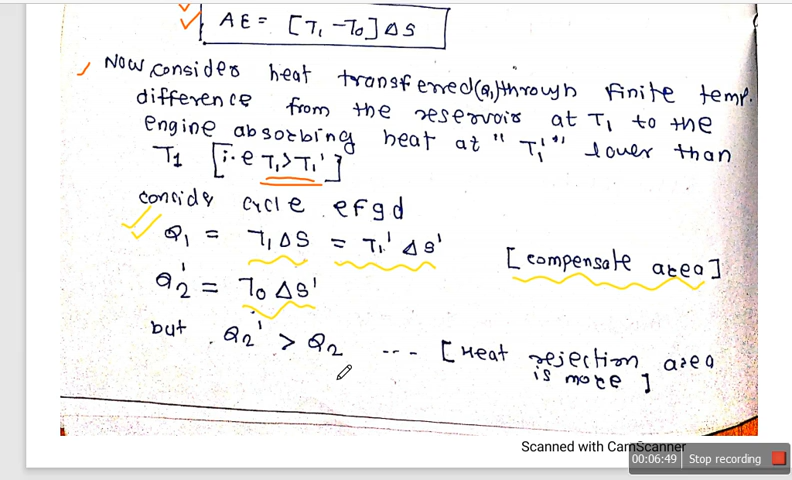 AE = [T₁ - T₀] ΔS
Now consider heat transferred (Q₁) through finite temp.
difference from the reservoir at T₁ to the
engine absorbing heat at " T₁' " lower than
T₁ [i.e T₁ > T₁']
conside cycle efgd
Q₁ = T₁ ΔS = T₁' ΔS' [compensate area]
Q₂' = T₀ ΔS'
but Q₂' > Q₂ --- [Heat rejection area
is more ]
Scanned with CamScanner
00:06:49 Stop recording